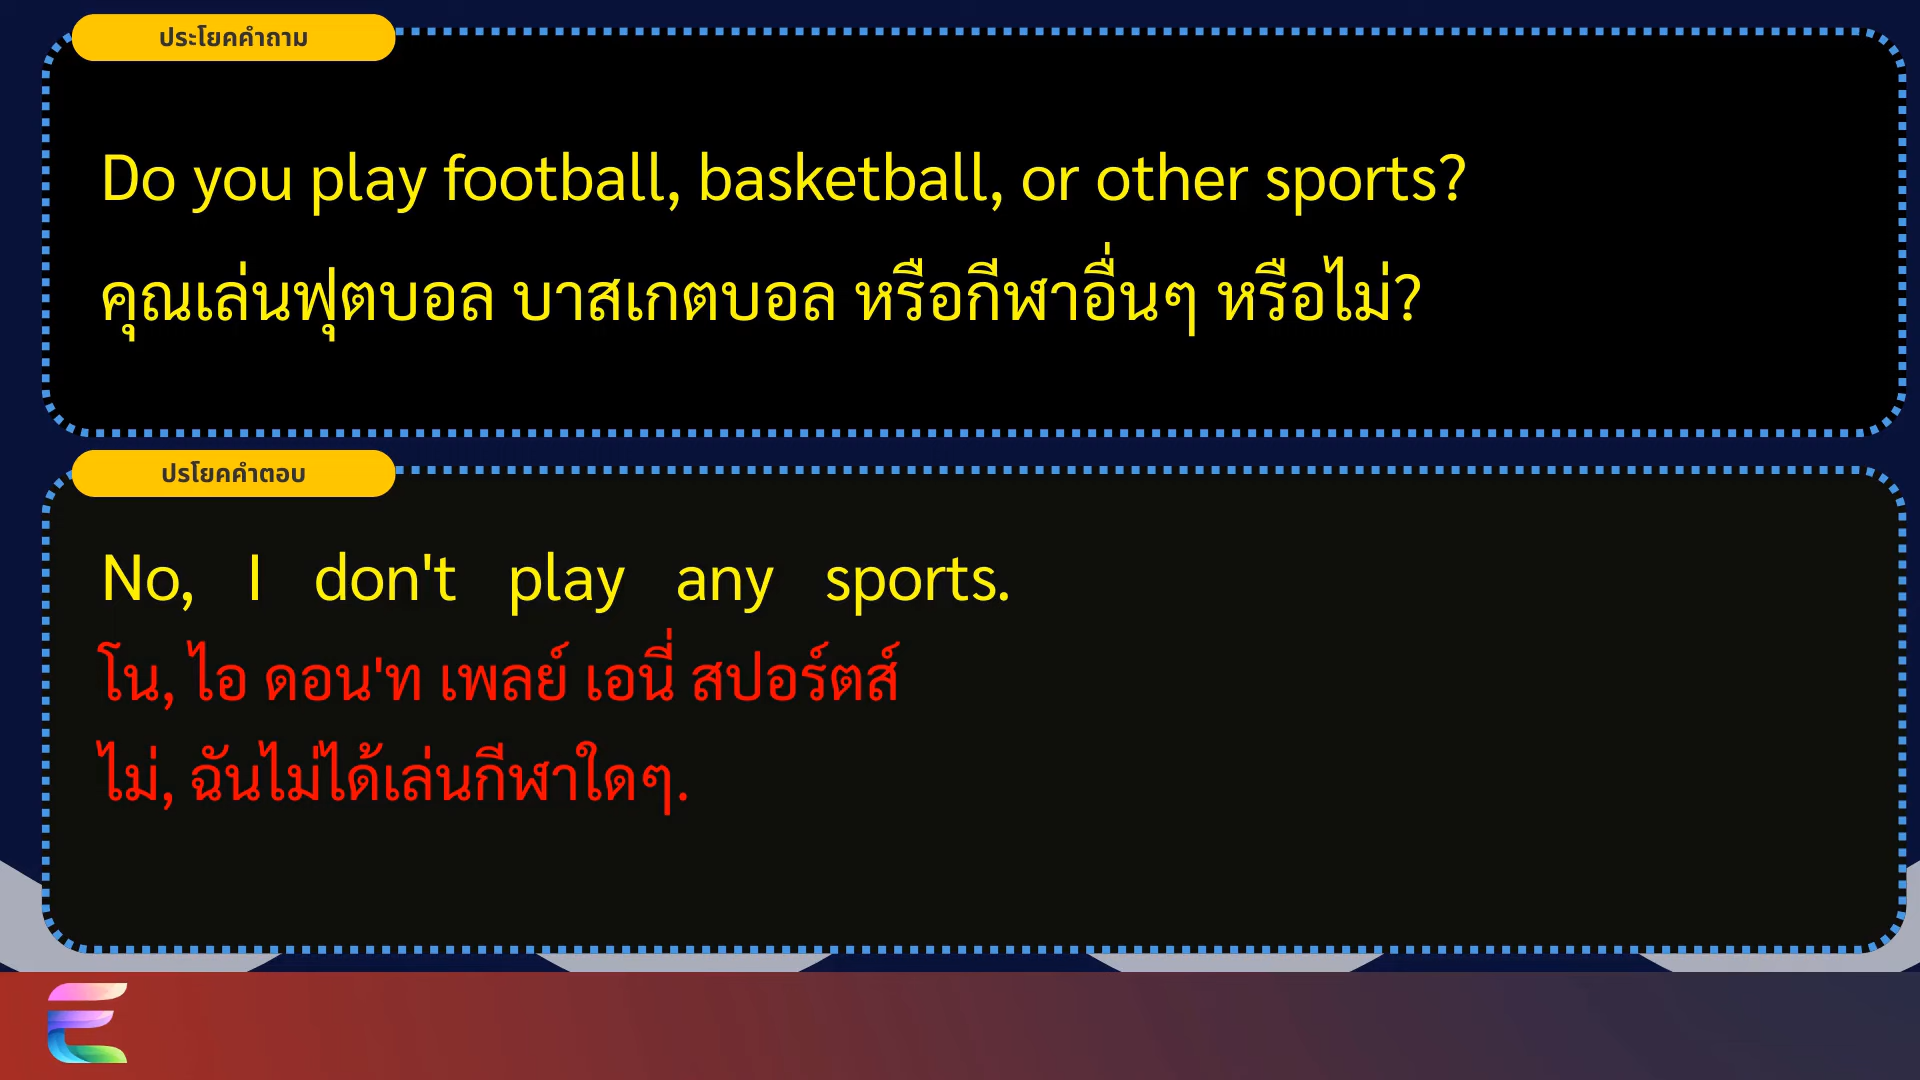 ประโยคคำถาม
Do you play football, basketball, or other sports?
คุณเล่นฟุตบอล บาสเกตบอล หรือกีฬาอื่นๆ หรือไม่?
ปรโยคคำตอบ
No, I don't play any sports.
โน, ไอ ดอน'ท เพลย์ เอนี่ สปอร์ตส์
ไม่, ฉันไม่ได้เล่นกีฬาใดๆ.